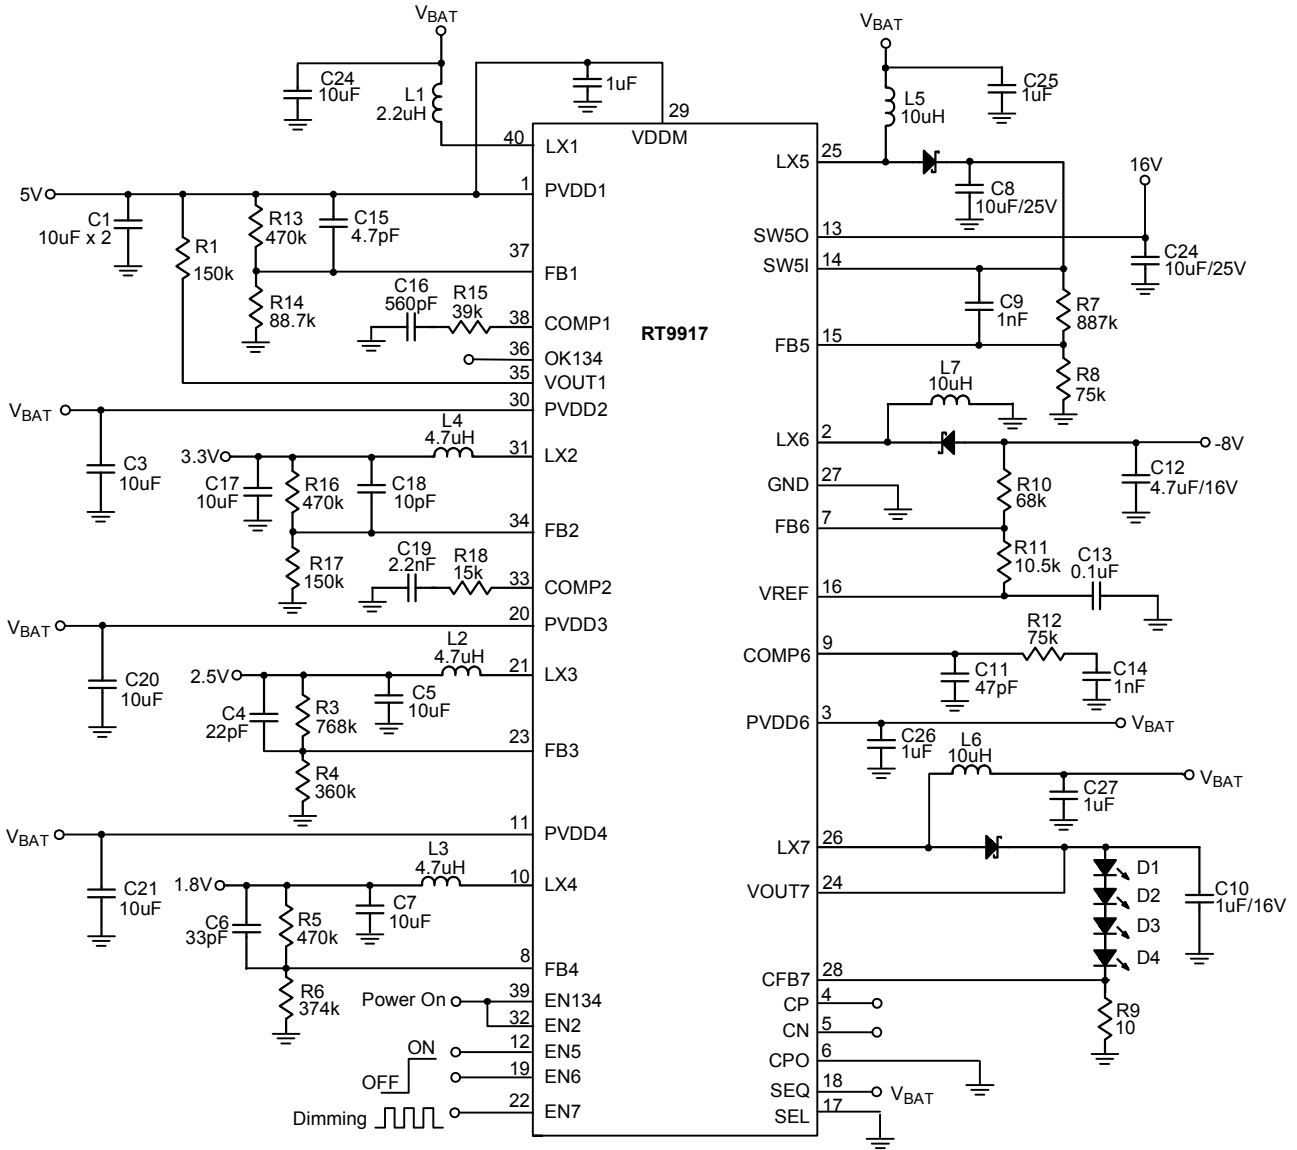 VBAT
C24
10uF
L1
2.2uH
1uF
29
VDDM
40
LX1
5V
1
PVDD1
C1
10uF x 2
R1
150k
R13
470k
C15
4.7pF
37
FB1
R14
88.7k
C16
560pF
R15
39k
38
COMP1
36
OK134
35
VOUT1
VBAT
30
PVDD2
C3
10uF
L4
4.7uH
3.3V
31
LX2
C17
10uF
R16
470k
C18
10pF
34
FB2
R17
150k
C19
2.2nF
R18
15k
33
COMP2
VBAT
20
PVDD3
C20
10uF
L2
4.7uH
2.5V
21
LX3
C4
22pF
R3
768k
C5
10uF
23
FB3
R4
360k
VBAT
11
PVDD4
C21
10uF
L3
4.7uH
1.8V
10
LX4
C6
33pF
R5
470k
C7
10uF
8
FB4
R6
374k
Power On
39
EN134
32
EN2
ON
OFF
12
EN5
19
EN6
Dimming
22
EN7
RT9917
VBAT
C25
1uF
L5
10uH
LX5
25
C8
10uF/25V
16V
SW5O
13
C24
10uF/25V
SW5I
14
C9
1nF
R7
887k
FB5
15
R8
75k
L7
10uH
LX6
2
-8V
C12
4.7uF/16V
GND
27
R10
68k
FB6
7
R11
10.5k
C13
0.1uF
VREF
16
R12
75k
COMP6
9
C11
47pF
C14
1nF
PVDD6
3
VBAT
C26
1uF
L6
10uH
VBAT
C27
1uF
LX7
26
VOUT7
24
D1
D2
D3
D4
C10
1uF/16V
CFB7
28
R9
10
CP
4
CN
5
CPO
6
SEQ
18
VBAT
SEL
17